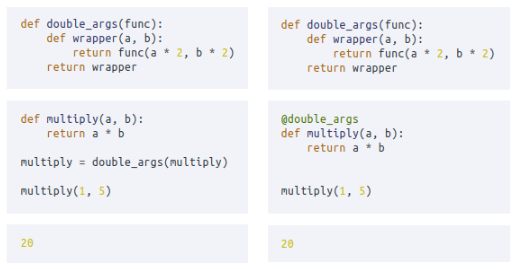 def double_args(func):
    def wrapper(a, b):
        return func(a * 2, b * 2)
    return wrapper
def multiply(a, b):
    return a * b
multiply = double_args(multiply)
multiply(1, 5)
20
def double_args(func):
    def wrapper(a, b):
        return func(a * 2, b * 2)
    return wrapper
@double_args
def multiply(a, b):
    return a * b
multiply(1, 5)
20